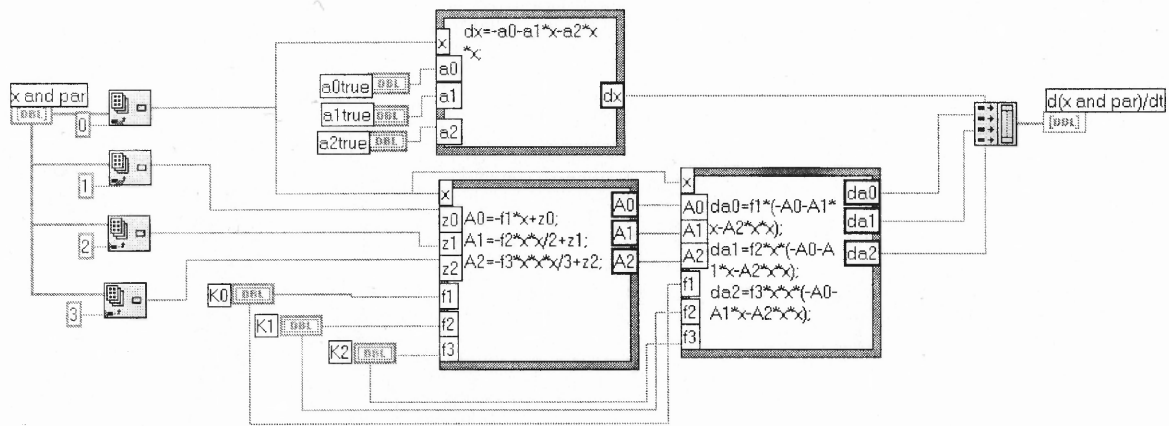 x and par
[DBL]
0
1
2
3
x
a0
a1
a2
dx=-a0-a1*x-a2*x
*x;
dx
a0true
DBL
a1true
DBL
a2true
DBL
d(x and par)/dt
[DBL]
x
z0
z1
z2
f1
f2
f3
A0=-f1*x+z0;
A1=-f2*x*x/2+z1;
A2=-f3*x*x*x/3+z2;
A0
A1
A2
K0
DBL
K1
DBL
K2
DBL
x
A0
A1
A2
f1
f2
f3
da0=f1*(-A0-A1*
x-A2*x*x);
da1=f2*x*(-A0-A
1*x-A2*x*x);
da2=f3*x*x*(-A0-
A1*x-A2*x*x);
da0
da1
da2